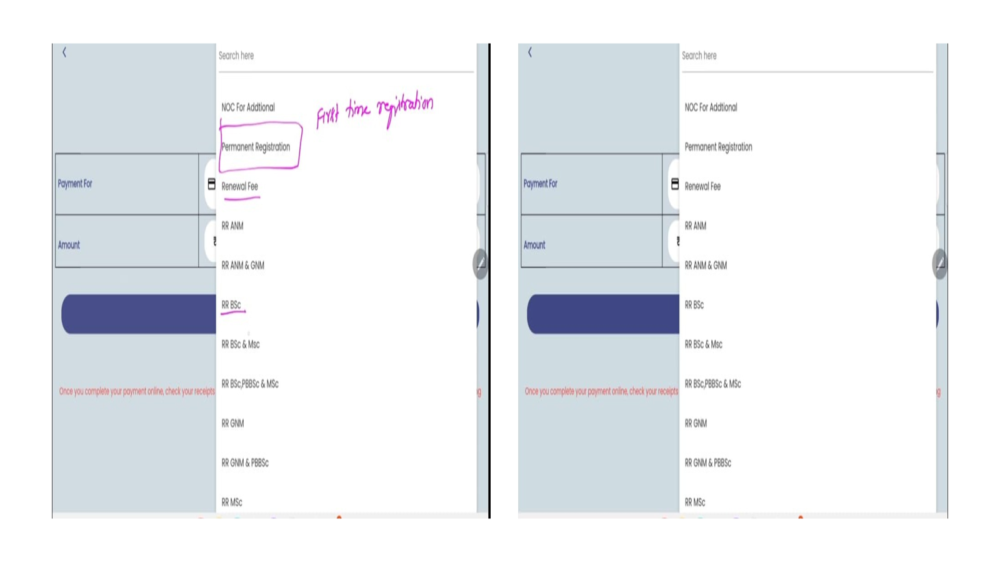 Search here
NOC For Addtional
First time registration
Permanent Registration
Payment For
Renewal Fee
RR ANM
Amount
RR ANM & GNM
RR BSc
RR BSc & Msc
RR BSc,PBBSc & MSc
Once you complete your payment online, check your receipts
RR GNM
RR GNM & PBBSc
RR MSc
Search here
NOC For Addtional
Permanent Registration
Payment For
Renewal Fee
RR ANM
Amount
RR ANM & GNM
RR BSc
RR BSc & Msc
RR BSc,PBBSc & MSc
Once you complete your payment online, check your receipts
RR GNM
RR GNM & PBBSc
RR MSc